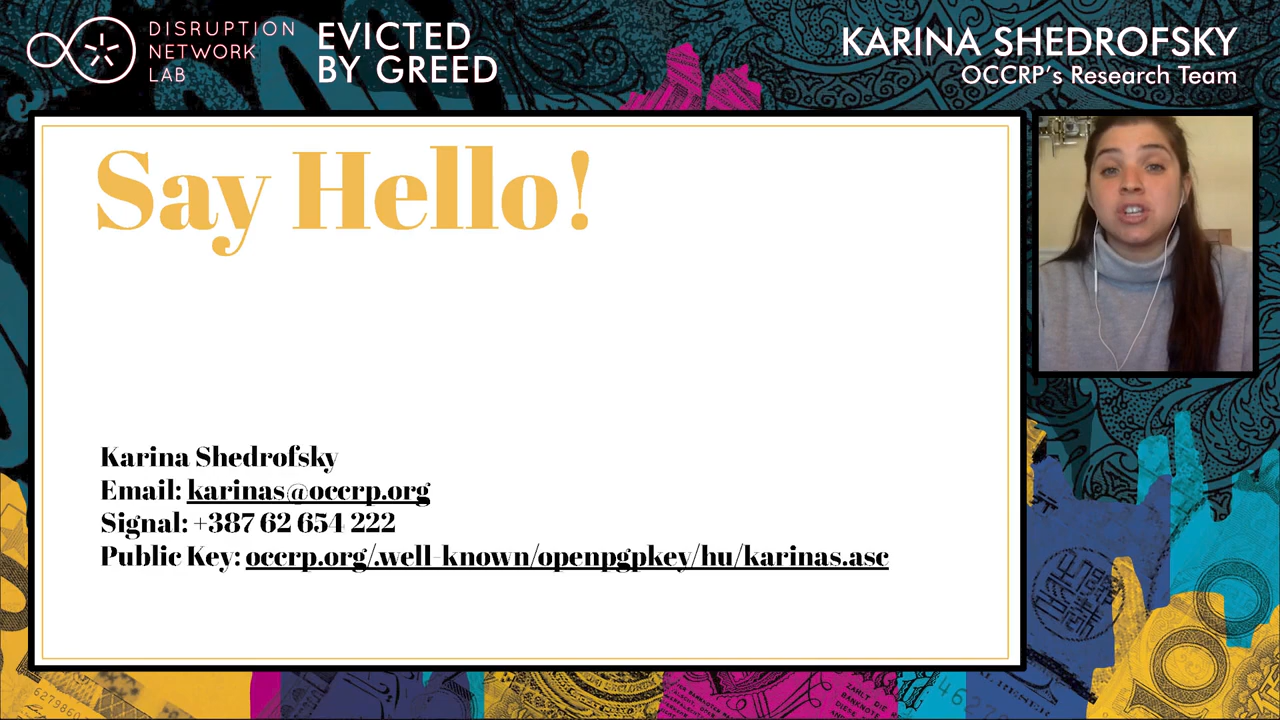 DISRUPTION
NETWORK
LAB
EVICTED
BY GREED
KARINA SHEDROFSKY
OCCRP's Research Team
Say Hello!
Karina Shedrofsky
Email: karinas@occrp.org
Signal: +387 62 654 222
Public Key: occrp.org/.well-known/openpgpkey/hu/karinas.asc